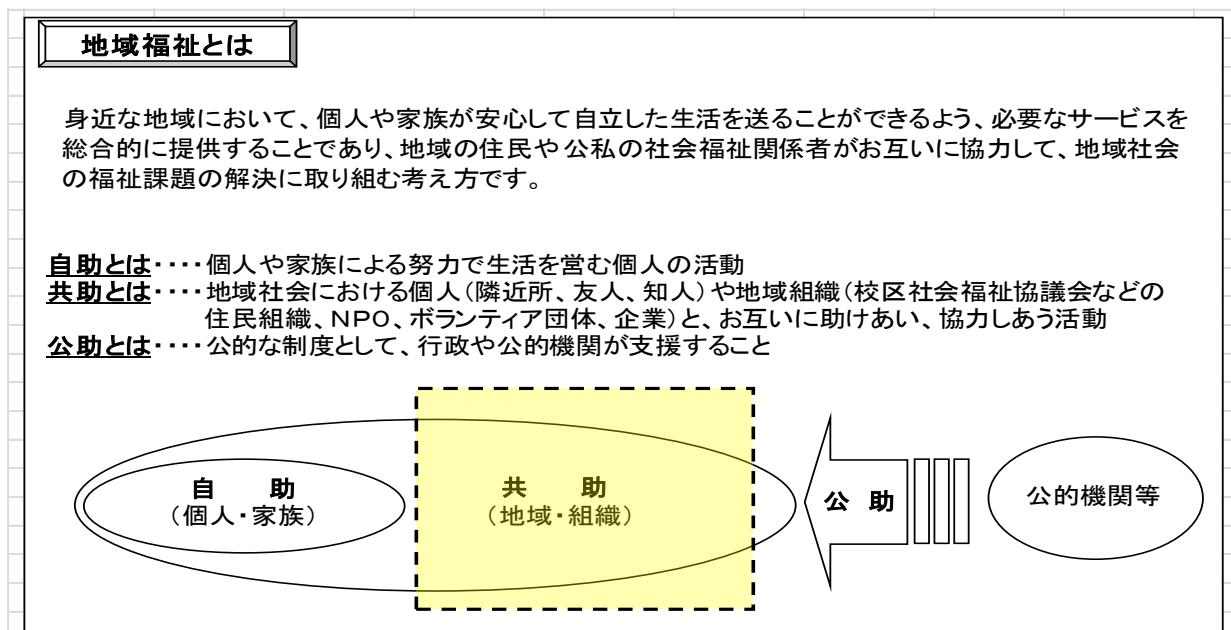 地域福祉とは
身近な地域において、個人や家族が安心して自立した生活を送ることができるよう、必要なサービスを
総合的に提供することであり、地域の住民や公私の社会福祉関係者がお互いに協力して、地域社会
の福祉課題の解決に取り組む考え方です。
自助とは・・・・個人や家族による努力で生活を営む個人の活動
共助とは・・・・地域社会における個人(隣近所、友人、知人)や地域組織(校区社会福祉協議会などの
住民組織、NPO、ボランティア団体、企業)と、お互いに助けあい、協力しあう活動
公助とは・・・・公的な制度として、行政や公的機関が支援すること
自 助
(個人・家族)
共 助
(地域・組織)
公 助
公的機関等